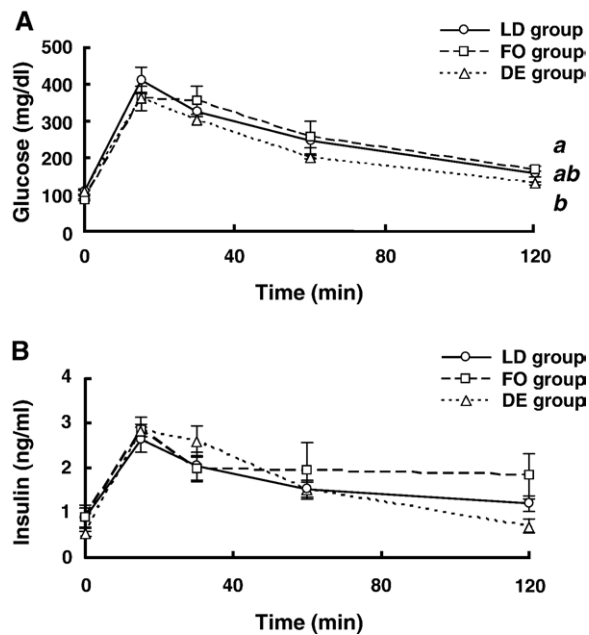 A
LD group
FO group
DE group
Glucose (mg/dl)
500
400
300
200
100
0
a
ab
b
0 40 80 120
Time (min)
B
LD group
FO group
DE group
Insulin (ng/ml)
4
3
2
1
0
0 40 80 120
Time (min)